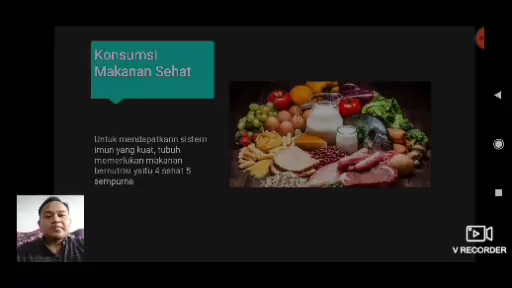 Konsumsi
Makanan Sehat
Untuk mendapatkann sistem
imun yang kuat, tubuh
memerlukan makanan
bernutrisi yaitu 4 sehat 5
sempurna
V RECORDER